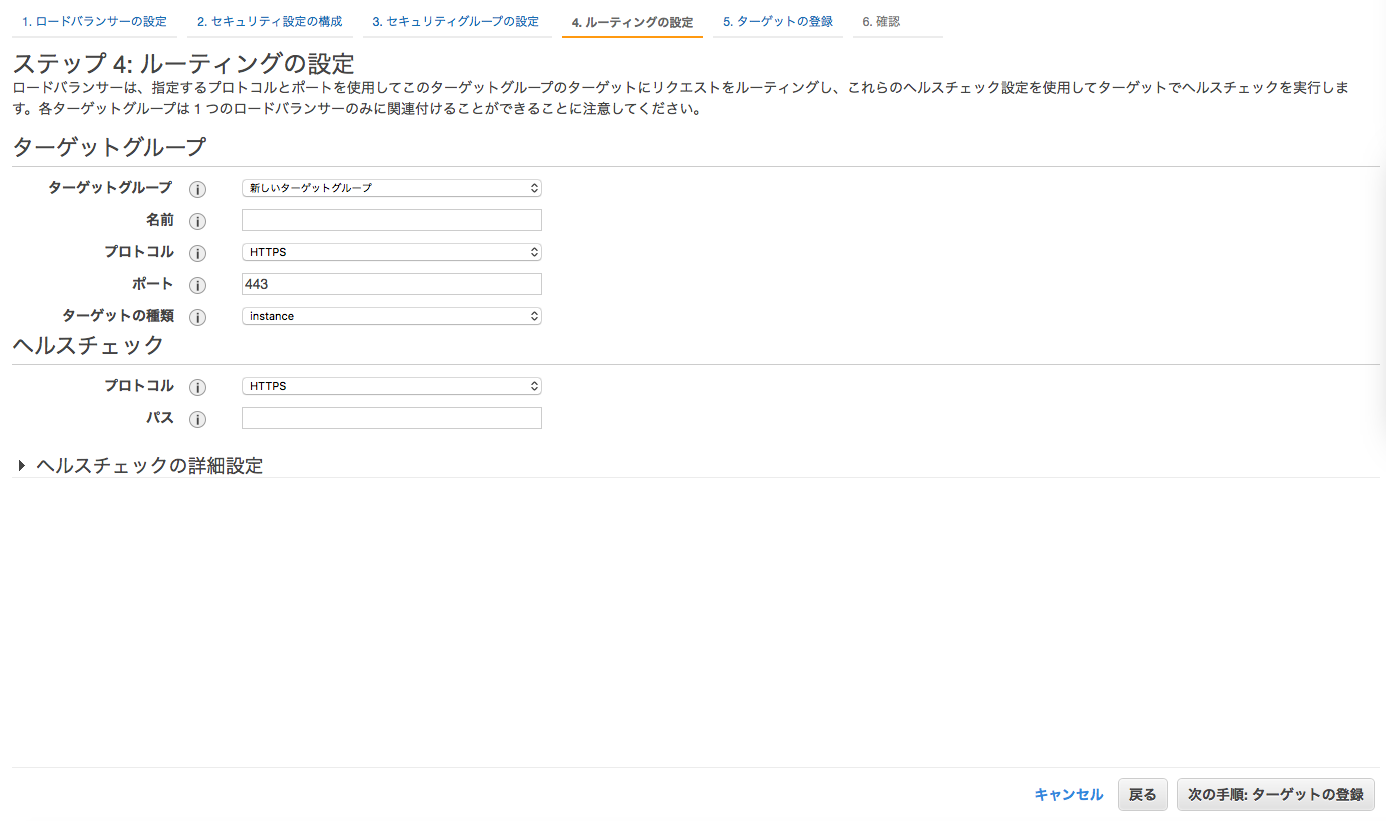 1. ロードバランサーの設定 2. セキュリティ設定の構成 3. セキュリティグループの設定 4. ルーティングの設定 5. ターゲットの登録 6. 確認
ステップ 4: ルーティングの設定
ロードバランサーは、指定するプロトコルとポートを使用してこのターゲットグループのターゲットにリクエストをルーティングし、これらのヘルスチェック設定を使用してターゲットでヘルスチェックを実行しま
す。各ターゲットグループは 1 つのロードバランサーのみに関連付けることができることに注意してください。
ターゲットグループ
ターゲットグループ i 新しいターゲットグループ
名前 i
プロトコル i HTTPS
ポート i 443
ターゲットの種類 i instance
ヘルスチェック
プロトコル i HTTPS
パス i
ヘルスチェックの詳細設定
キャンセル 戻る 次の手順: ターゲットの登録